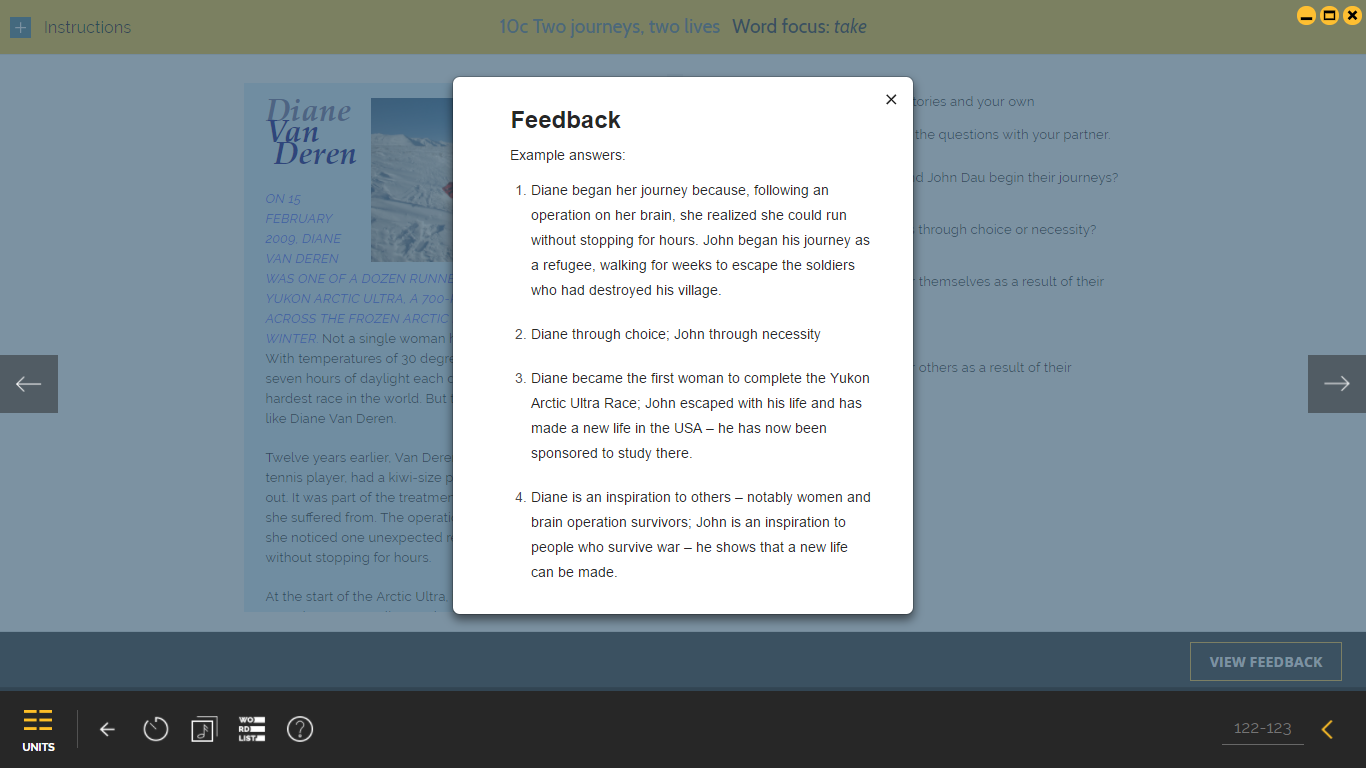 Instructions
10c Two journeys, two lives Word focus: take
Diane
Van
Deren
ON 15
FEBRUARY
2009, DIANE
VAN DEREN
WAS ONE OF A DOZEN RUNNE
YUKON ARCTIC ULTRA, A 700-
ACROSS THE FROZEN ARCTIC
WINTER. Not a single woman
With temperatures of 30 degre
seven hours of daylight each
hardest race in the world. But
like Diane Van Deren.
Twelve years earlier, Van Dere
tennis player, had a kiwi-size p
out. It was part of the treatmen
she suffered from. The operati
she noticed one unexpected re
without stopping for hours.
At the start of the Arctic Ultra,
Feedback
Example answers:
1. Diane began her journey because, following an
operation on her brain, she realized she could run
without stopping for hours. John began his journey as
a refugee, walking for weeks to escape the soldiers
who had destroyed his village.
2. Diane through choice; John through necessity
3. Diane became the first woman to complete the Yukon
Arctic Ultra Race; John escaped with his life and has
made a new life in the USA – he has now been
sponsored to study there.
4. Diane is an inspiration to others – notably women and
brain operation survivors; John is an inspiration to
people who survive war – he shows that a new life
can be made.
tories and your own
the questions with your partner.
d John Dau begin their journeys?
through choice or necessity?
themselves as a result of their
others as a result of their
VIEW FEEDBACK
UNITS
WO
RD
LIST
122-123